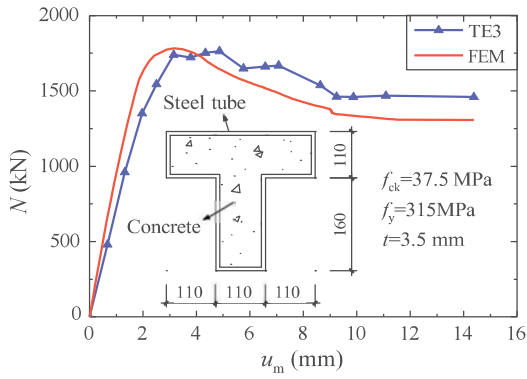 2000
1500
1000
500
0
N (kN)
TE3
FEM
Steel tube
Concrete
110
160
110
110
110
f_ck=37.5 MPa
f_y=315MPa
t=3.5 mm
0 2 4 6 8 10 12 14 16
u_m (mm)